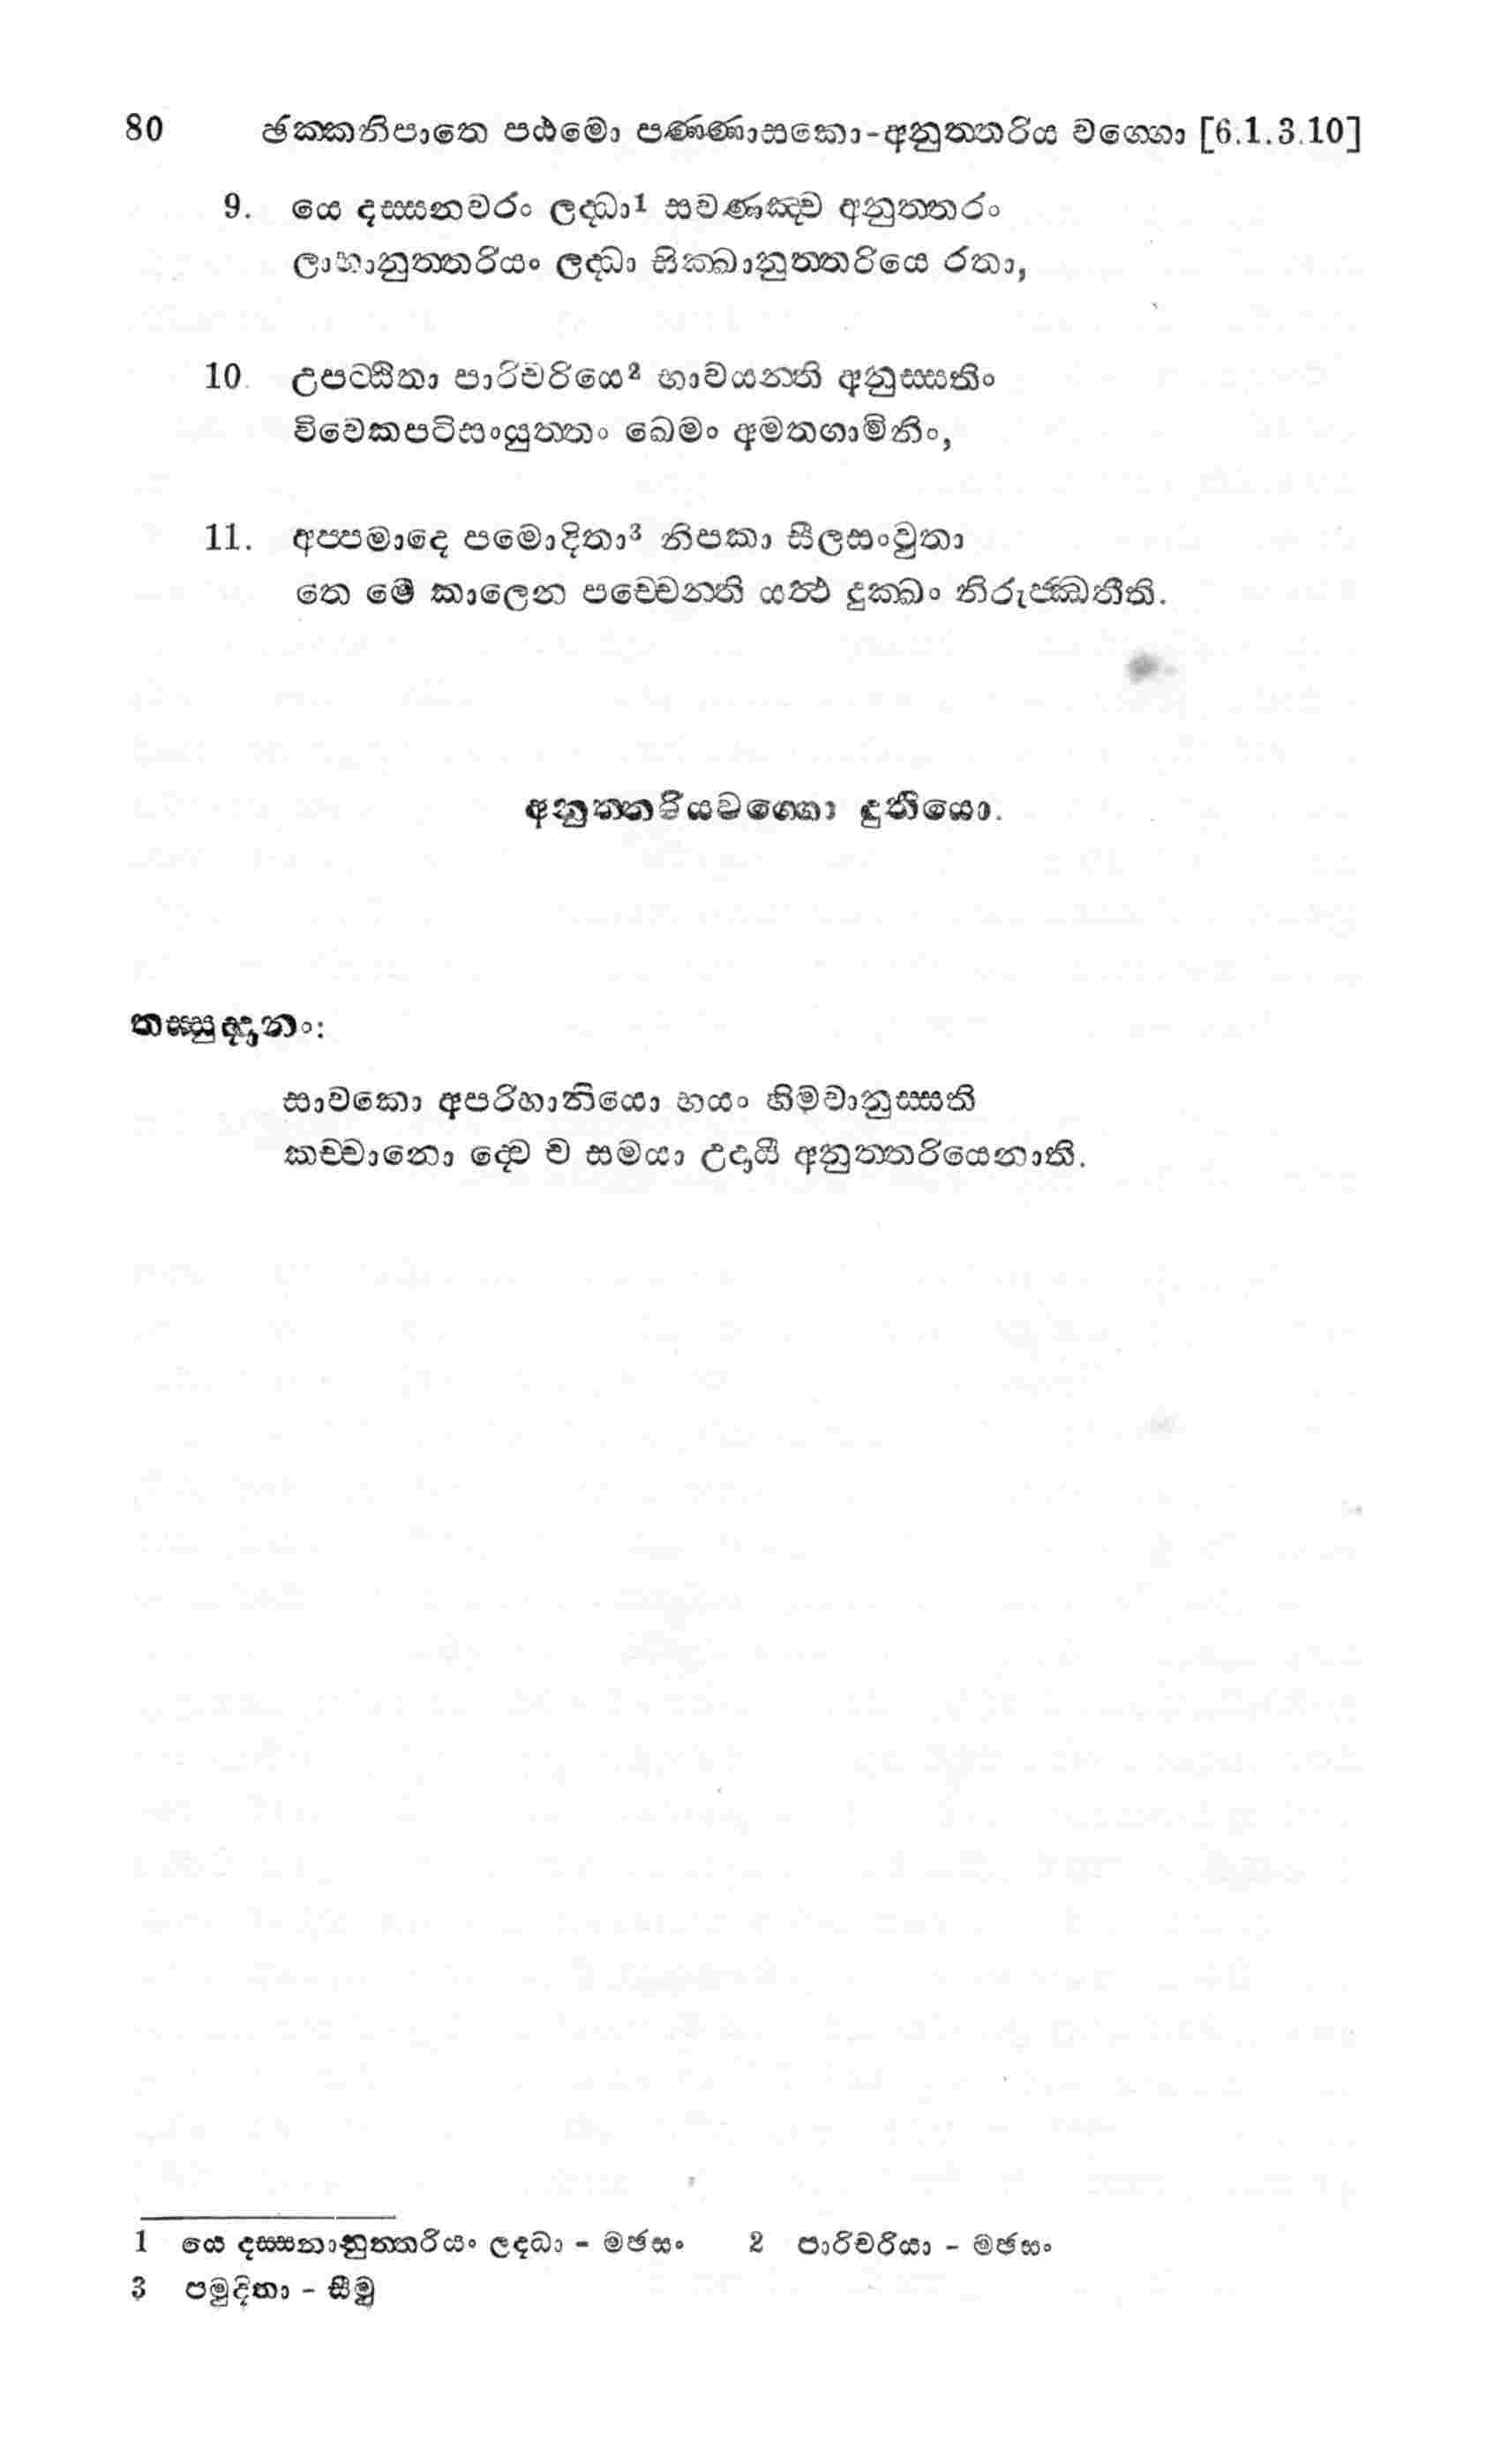 80 ඡක්කනිපාතෙ පඨමො පණ්ණාසකො-අනුත්තරිය වග්ගො [6.1.3.10]
9. යෙ දස්සනවරං ලද්ධා1 සවණඤ්ච අනුත්තරං
ලාභානුත්තරියං ලද්ධා සික්ඛානුත්තරියෙ රතා,
10. උපට්ඨිතා පාරිචරියෙ2 භාවයන්ති අනුස්සතිං
විවෙකපටිසංයුත්තං ඛෙමං අමතගාමිනිං,
11. අප්පමාදෙ පමොදිතා3 නිපකා සීලසංවුතා
තෙ මෙ කාලෙන පච්චෙන්ති යත්ථ දුක්ඛං නිරුජ්ඣතීති.
අනුත්තරියවග්ගො දුතියො.
තස්සුද්දානං:
සාවකො අපරිහානියො භයං හිමවානුස්සති
කච්චානො ද්වෙ ච සමයා උදායී අනුත්තරියෙනාති.
1 යෙ දස්සනානුත්තරියං ලද්ධා - මඡසං 2 පාරිචරියා - මඡසං
3 පමුදිතා - සීමු